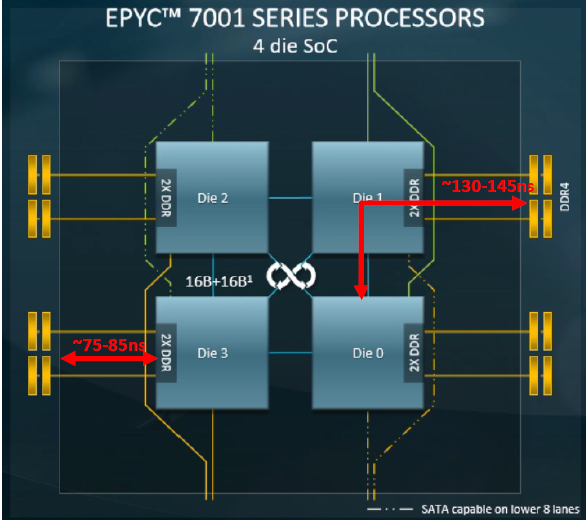 EPYC™ 7001 SERIES PROCESSORS
4 die SoC
2X DDR
Die 2
Die 1
2X DDR
~130-145ns
DDR4
16B+16B¹
~75-85ns
2X DDR
Die 3
Die 0
2X DDR
SATA capable on lower 8 lanes